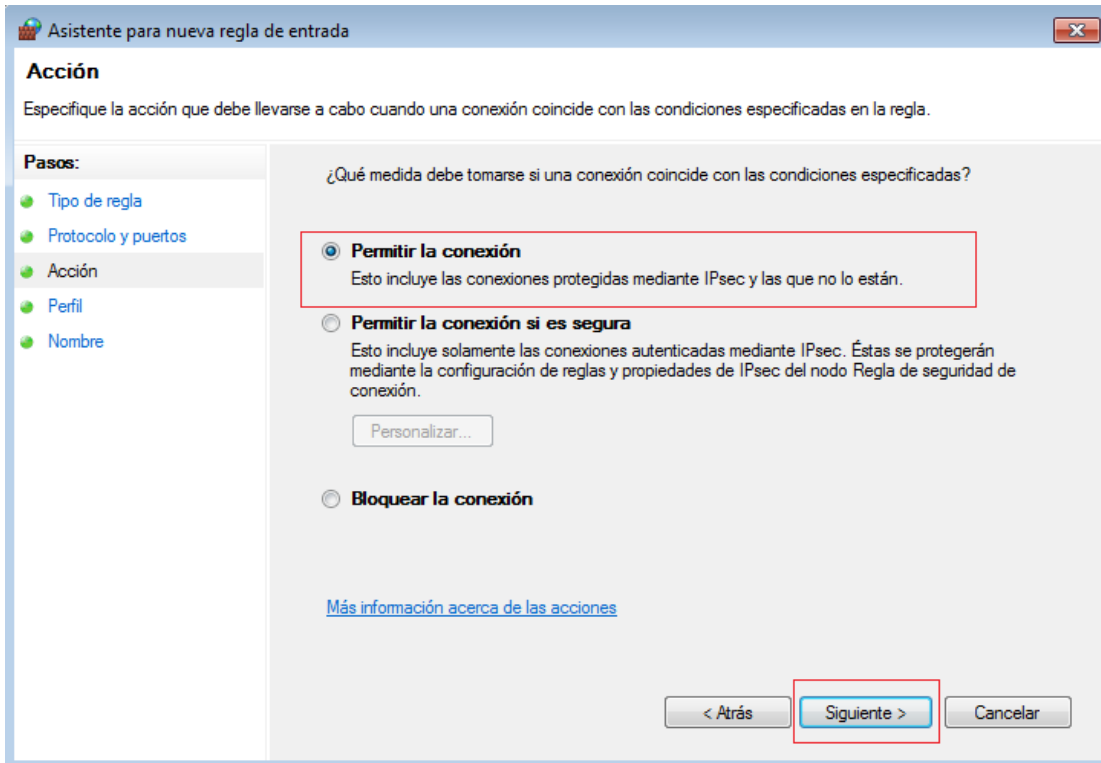 Asistente para nueva regla de entrada
Acción
Especifique la acción que debe llevarse a cabo cuando una conexión coincide con las condiciones especificadas en la regla.
Pasos:
Tipo de regla
Protocolo y puertos
Acción
Perfil
Nombre
¿Qué medida debe tomarse si una conexión coincide con las condiciones especificadas?
Permitir la conexión
Esto incluye las conexiones protegidas mediante IPsec y las que no lo están.
Permitir la conexión si es segura
Esto incluye solamente las conexiones autenticadas mediante IPsec. Éstas se protegerán
mediante la configuración de reglas y propiedades de IPsec del nodo Regla de seguridad de
conexión.
Personalizar...
Bloquear la conexión
Más información acerca de las acciones
< Atrás
Siguiente >
Cancelar